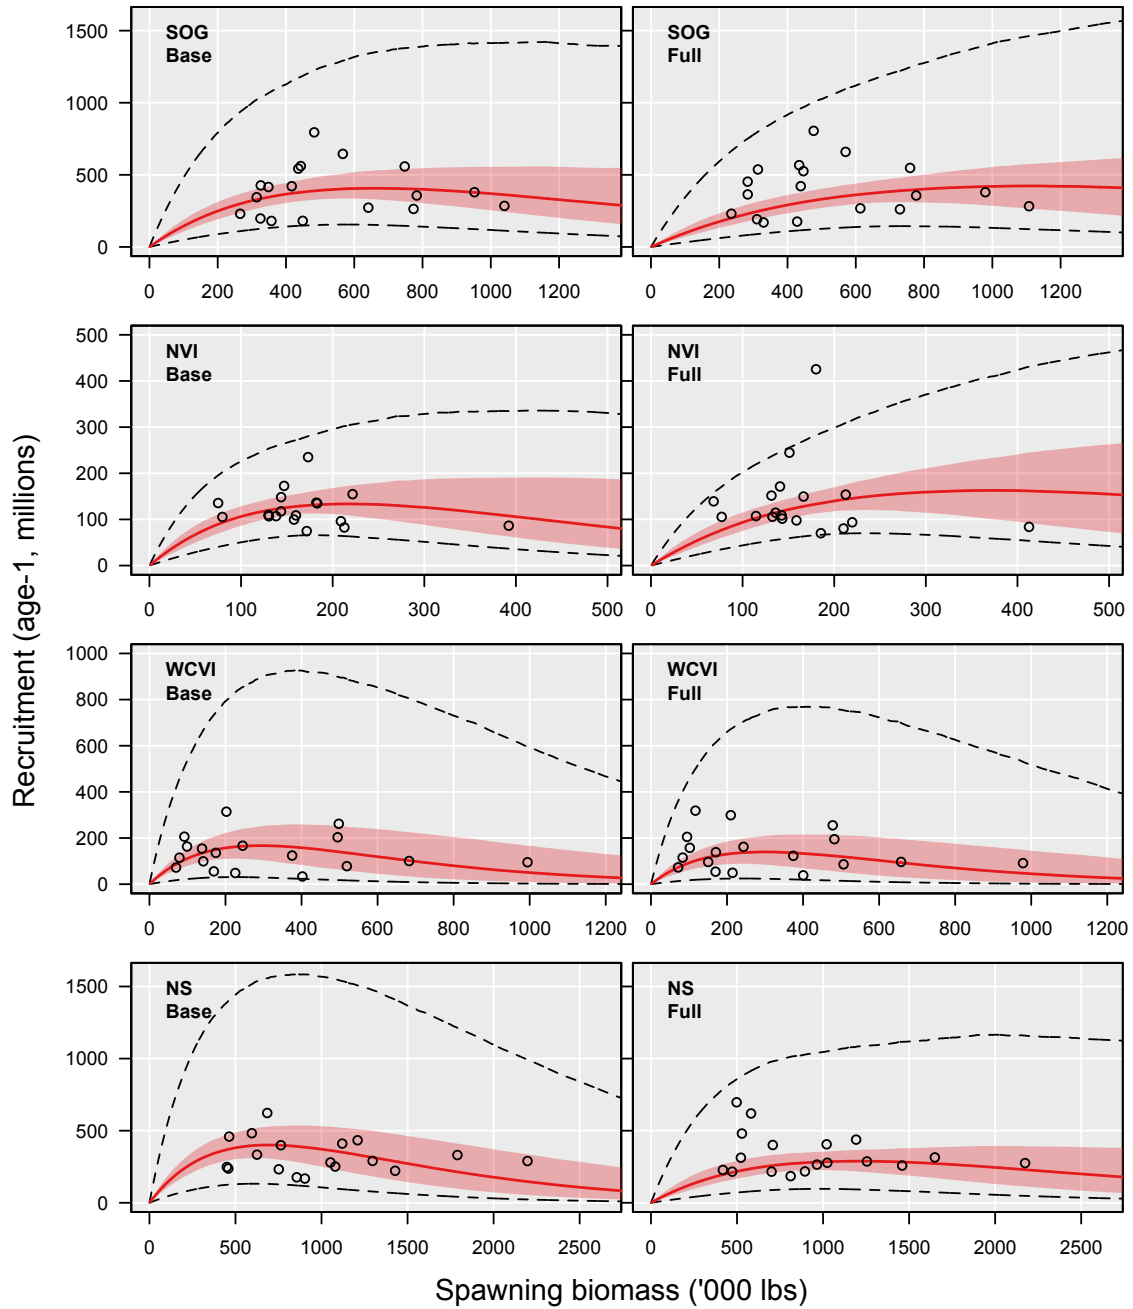 Recruitment (age-1, millions)
SOG
Base
1500
1000
500
0
0 200 400 600 800 1000 1200
SOG
Full
0 200 400 600 800 1000 1200
NVI
Base
500
400
300
200
100
0
0 100 200 300 400 500
NVI
Full
0 100 200 300 400 500
WCVI
Base
1000
800
600
400
200
0
0 200 400 600 800 1000 1200
WCVI
Full
0 200 400 600 800 1000 1200
NS
Base
1500
1000
500
0
0 500 1000 1500 2000 2500
NS
Full
0 500 1000 1500 2000 2500
Spawning biomass ('000 lbs)